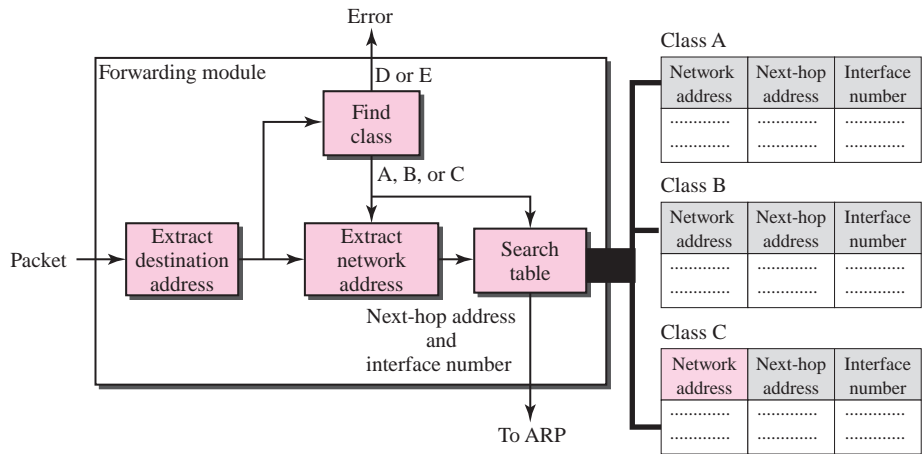 Error
Forwarding module
D or E
Find
class
A, B, or C
Packet
Extract
destination
address
Extract
network
address
Search
table
Next-hop address
and
interface number
To ARP
Class A
Network address Next-hop address Interface number
............ ............ ............
............ ............ ............
Class B
Network address Next-hop address Interface number
............ ............ ............
............ ............ ............
Class C
Network address Next-hop address Interface number
............ ............ ............
............ ............ ............